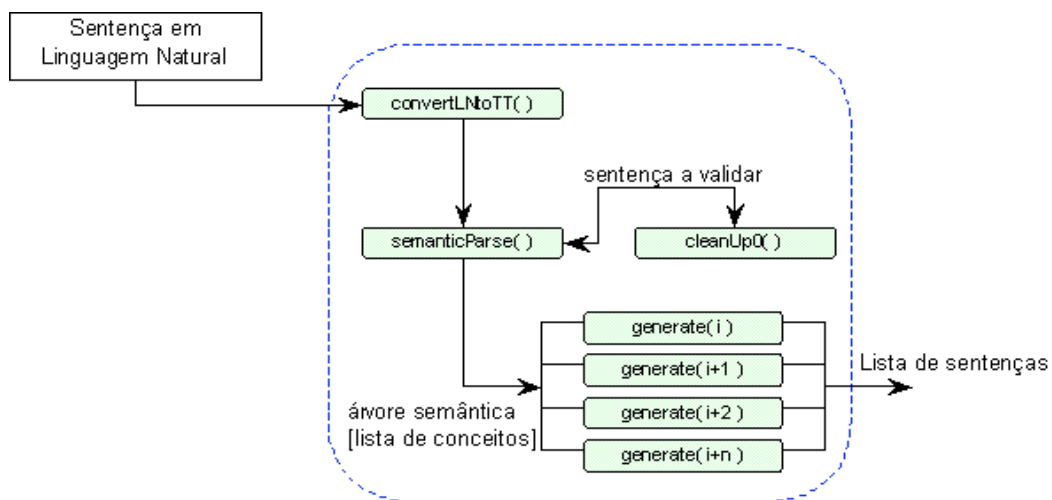 Sentença em
Linguagem Natural
convertLNtoTT( )
sentença a validar
semanticParse( )
cleanUp0( )
generate( i )
generate( i+1 )
generate( i+2 )
generate( i+n )
árvore semântica
[lista de conceitos]
Lista de sentenças